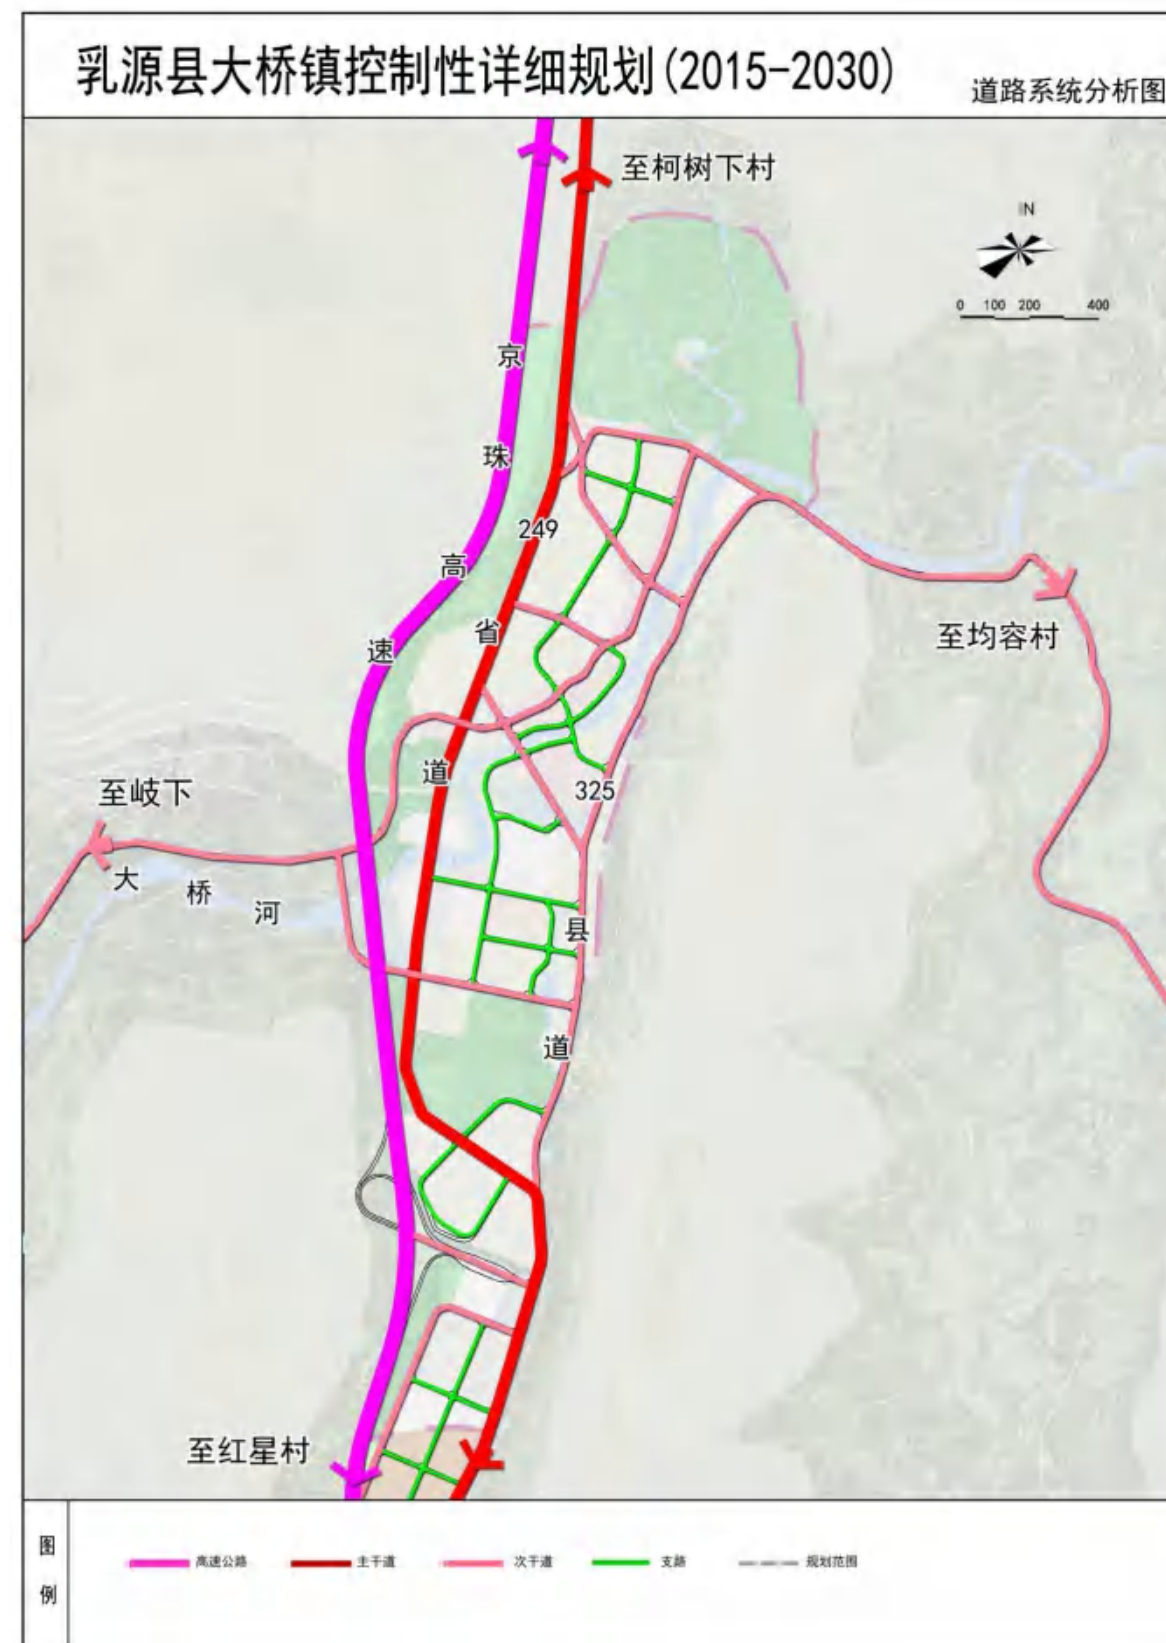 乳源县大桥镇控制性详细规划(2015-2030)
道路系统分析图
至柯树下村
N
0 100 200 400
京珠高速
249
省道
至均容村
至岐下
大桥河
325
县道
至红星村
图例
高速公路
主干道
次干道
支路
规划范围